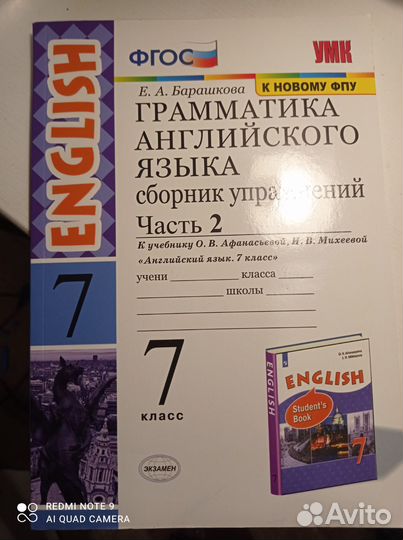 ENGLISH
7
ФГОС
УМК
К НОВОМУ ФПУ
Е. А. Барашкова
ГРАММАТИКА
АНГЛИЙСКОГО
ЯЗЫКА
сборник упражнений
Часть 2
К учебнику О. В. Афанасьевой, И. В. Михеевой
«Английский язык. 7 класс»
учени класса
школы
7
КЛАСС
ЭКЗАМЕН
ENGLISH
Student's
Book
7
ENGLISH
7
REDMI NOTE 9
AI QUAD CAMERA
Avito